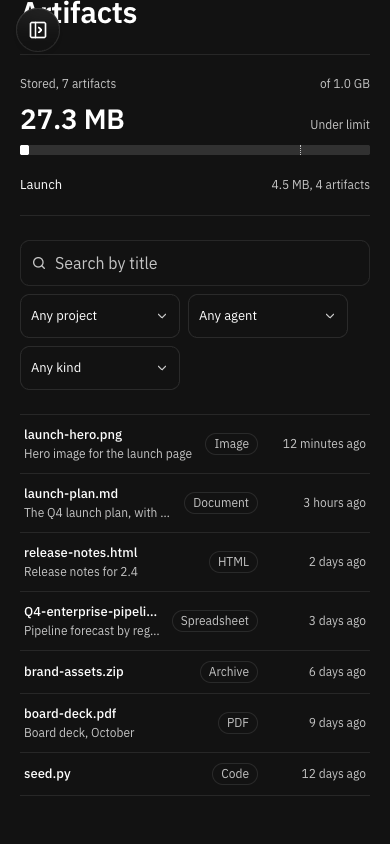 Artifacts
Stored, 7 artifacts
of 1.0 GB
27.3 MB
Under limit
Launch
4.5 MB, 4 artifacts
Search by title
Any project
Any agent
Any kind
launch-hero.png
Hero image for the launch page
Image
12 minutes ago
launch-plan.md
The Q4 launch plan, with ...
Document
3 hours ago
release-notes.html
Release notes for 2.4
HTML
2 days ago
Q4-enterprise-pipeli...
Pipeline forecast by reg...
Spreadsheet
3 days ago
brand-assets.zip
Archive
6 days ago
board-deck.pdf
Board deck, October
PDF
9 days ago
seed.py
Code
12 days ago